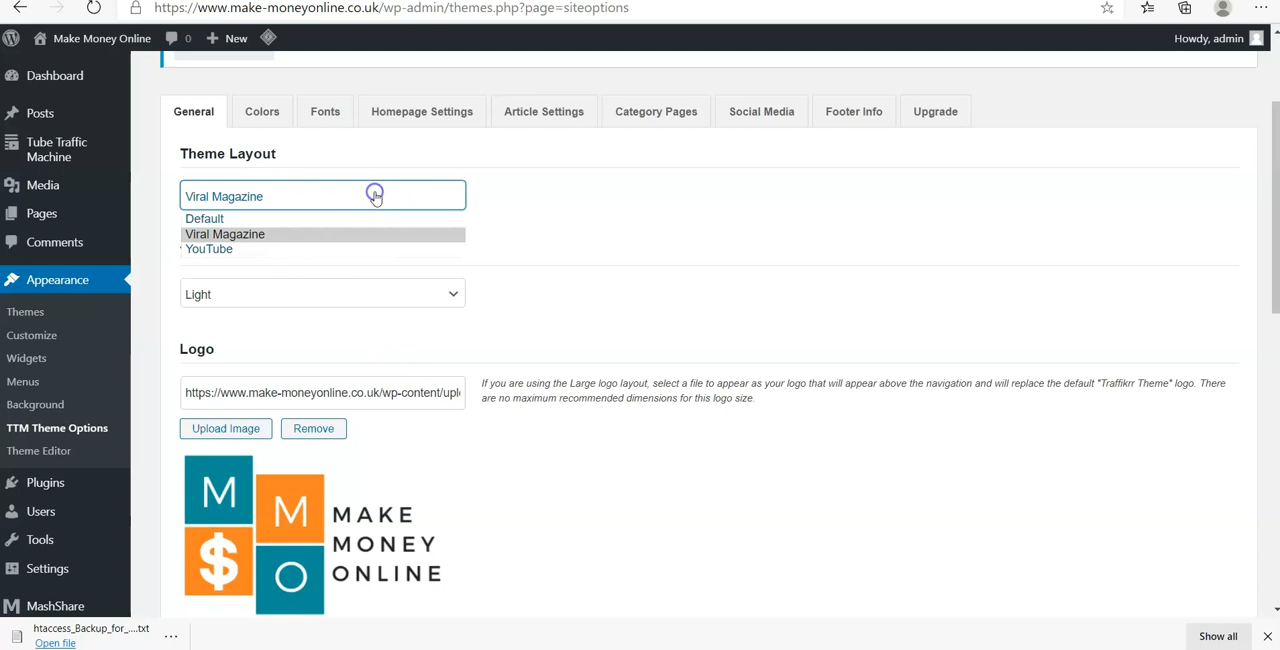 https://www.make-moneyonline.co.uk/wp-admin/themes.php?page=siteoptions
Make Money Online 0 New
Howdy, admin
Dashboard
Posts
Tube Traffic
Machine
Media
Pages
Comments
Appearance
Themes
Customize
Widgets
Menus
Background
TTM Theme Options
Theme Editor
Plugins
Users
Tools
Settings
MashShare
General Colors Fonts Homepage Settings Article Settings Category Pages Social Media Footer Info Upgrade
Theme Layout
Viral Magazine
Default
Viral Magazine
YouTube
Light
Logo
https://www.make-moneyonline.co.uk/wp-content/upl
If you are using the Large logo layout, select a file to appear as your logo that will appear above the navigation and will replace the default "Traffikrr Theme" logo. There
are no maximum recommended dimensions for this logo size.
Upload Image Remove
M M $ O
MAKE
MONEY
ONLINE
htaccess_Backup_for_....txt
Open file
Show all